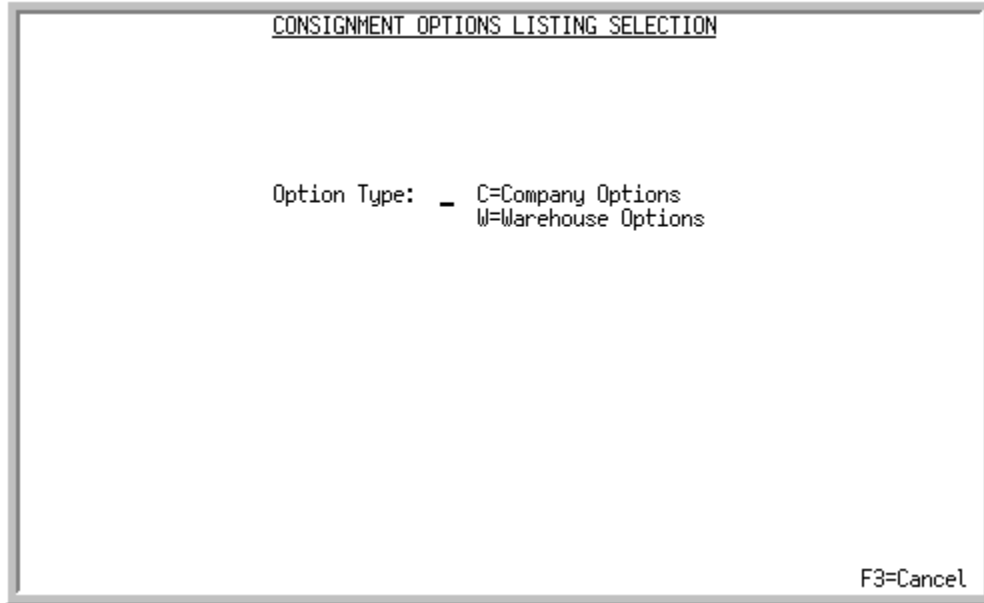 CONSIGNMENT OPTIONS LISTING SELECTION
Option Type: _ C=Company Options
W=Warehouse Options
F3=Cancel